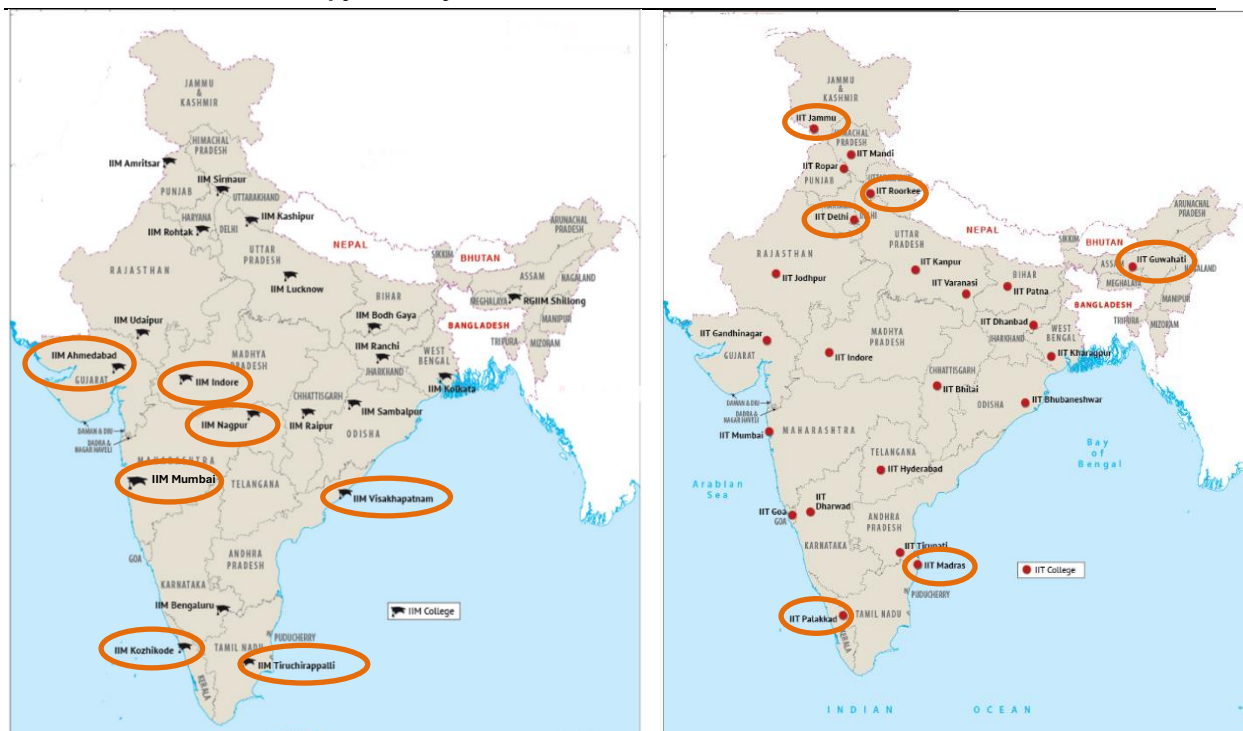 JAMMU
&
KASHMIR
HIMACHAL
PRADESH
IIM Amritsar
IIM Sirmaur
PUNJAB
UTTARAKHAND
HARYANA
IIM Kashipur
IIM Rohtak
DELHI
ARUNACHAL
PRADESH
NEPAL
UTTAR
PRADESH
SIKKIM
BHUTAN
RAJASTHAN
ASSAM
NAGALAND
IIM Lucknow
BIHAR
MEGHALAYA
RGIIM Shillong
IIM Udaipur
IIM Bodh Gaya
MANIPUR
BANGLADESH
TRIPURA
MIZORAM
IIM Ahmedabad
MADHYA
PRADESH
IIM Ranchi
WEST
BENGAL
JHARKHAND
GUJARAT
IIM Indore
IIM Kolkata
CHHATTISGARH
IIM Sambalpur
IIM Nagpur
IIM Raipur
DAMAN & DIU
ODISHA
DADRA &
NAGAR HAVELI
MAHARASHTRA
IIM Mumbai
TELANGANA
IIM Visakhapatnam
GOA
ANDHRA
PRADESH
KARNATAKA
IIM Bengaluru
IIM College
PUDUCHERRY
IIM Kozhikode
TAMIL NADU
IIM Tiruchirappalli
KERALA
JAMMU
&
KASHMIR
IIT Jammu
HIMACHAL
PRADESH
IIT Mandi
IIT Ropar
PUNJAB
IIT Roorkee
IIT Delhi
DELHI
ARUNACHAL
PRADESH
UTTAR
PRADESH
NEPAL
SIKKIM
BHUTAN
RAJASTHAN
IIT Kanpur
ASSAM
IIT Guwahati
NAGALAND
IIT Jodhpur
BIHAR
MEGHALAYA
IIT Varanasi
IIT Patna
MANIPUR
BANGLADESH
IIT Dhanbad
TRIPURA
MIZORAM
IIT Gandhinagar
MADHYA
PRADESH
WEST
BENGAL
JHARKHAND
GUJARAT
IIT Indore
IIT Kharagpur
CHHATTISGARH
IIT Bhilai
IIT Bhubaneshwar
DAMAN & DIU
ODISHA
DADRA &
NAGAR HAVELI
MAHARASHTRA
IIT Mumbai
Bay
of
Bengal
TELANGANA
IIT Hyderabad
Arabian
Sea
IIT
Dharwad
IIT Goa
GOA
ANDHRA
PRADESH
KARNATAKA
IIT Tirupati
IIT Madras
IIT College
PUDUCHERRY
IIT Palakkad
TAMIL NADU
KERALA
INDIAN OCEAN